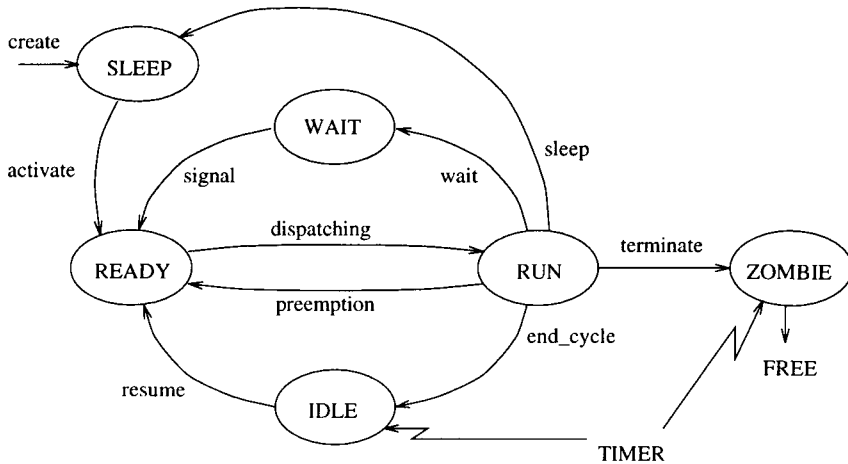 create
SLEEP
WAIT
sleep
activate
signal
wait
dispatching
terminate
READY
RUN
ZOMBIE
preemption
end_cycle
FREE
resume
IDLE
TIMER